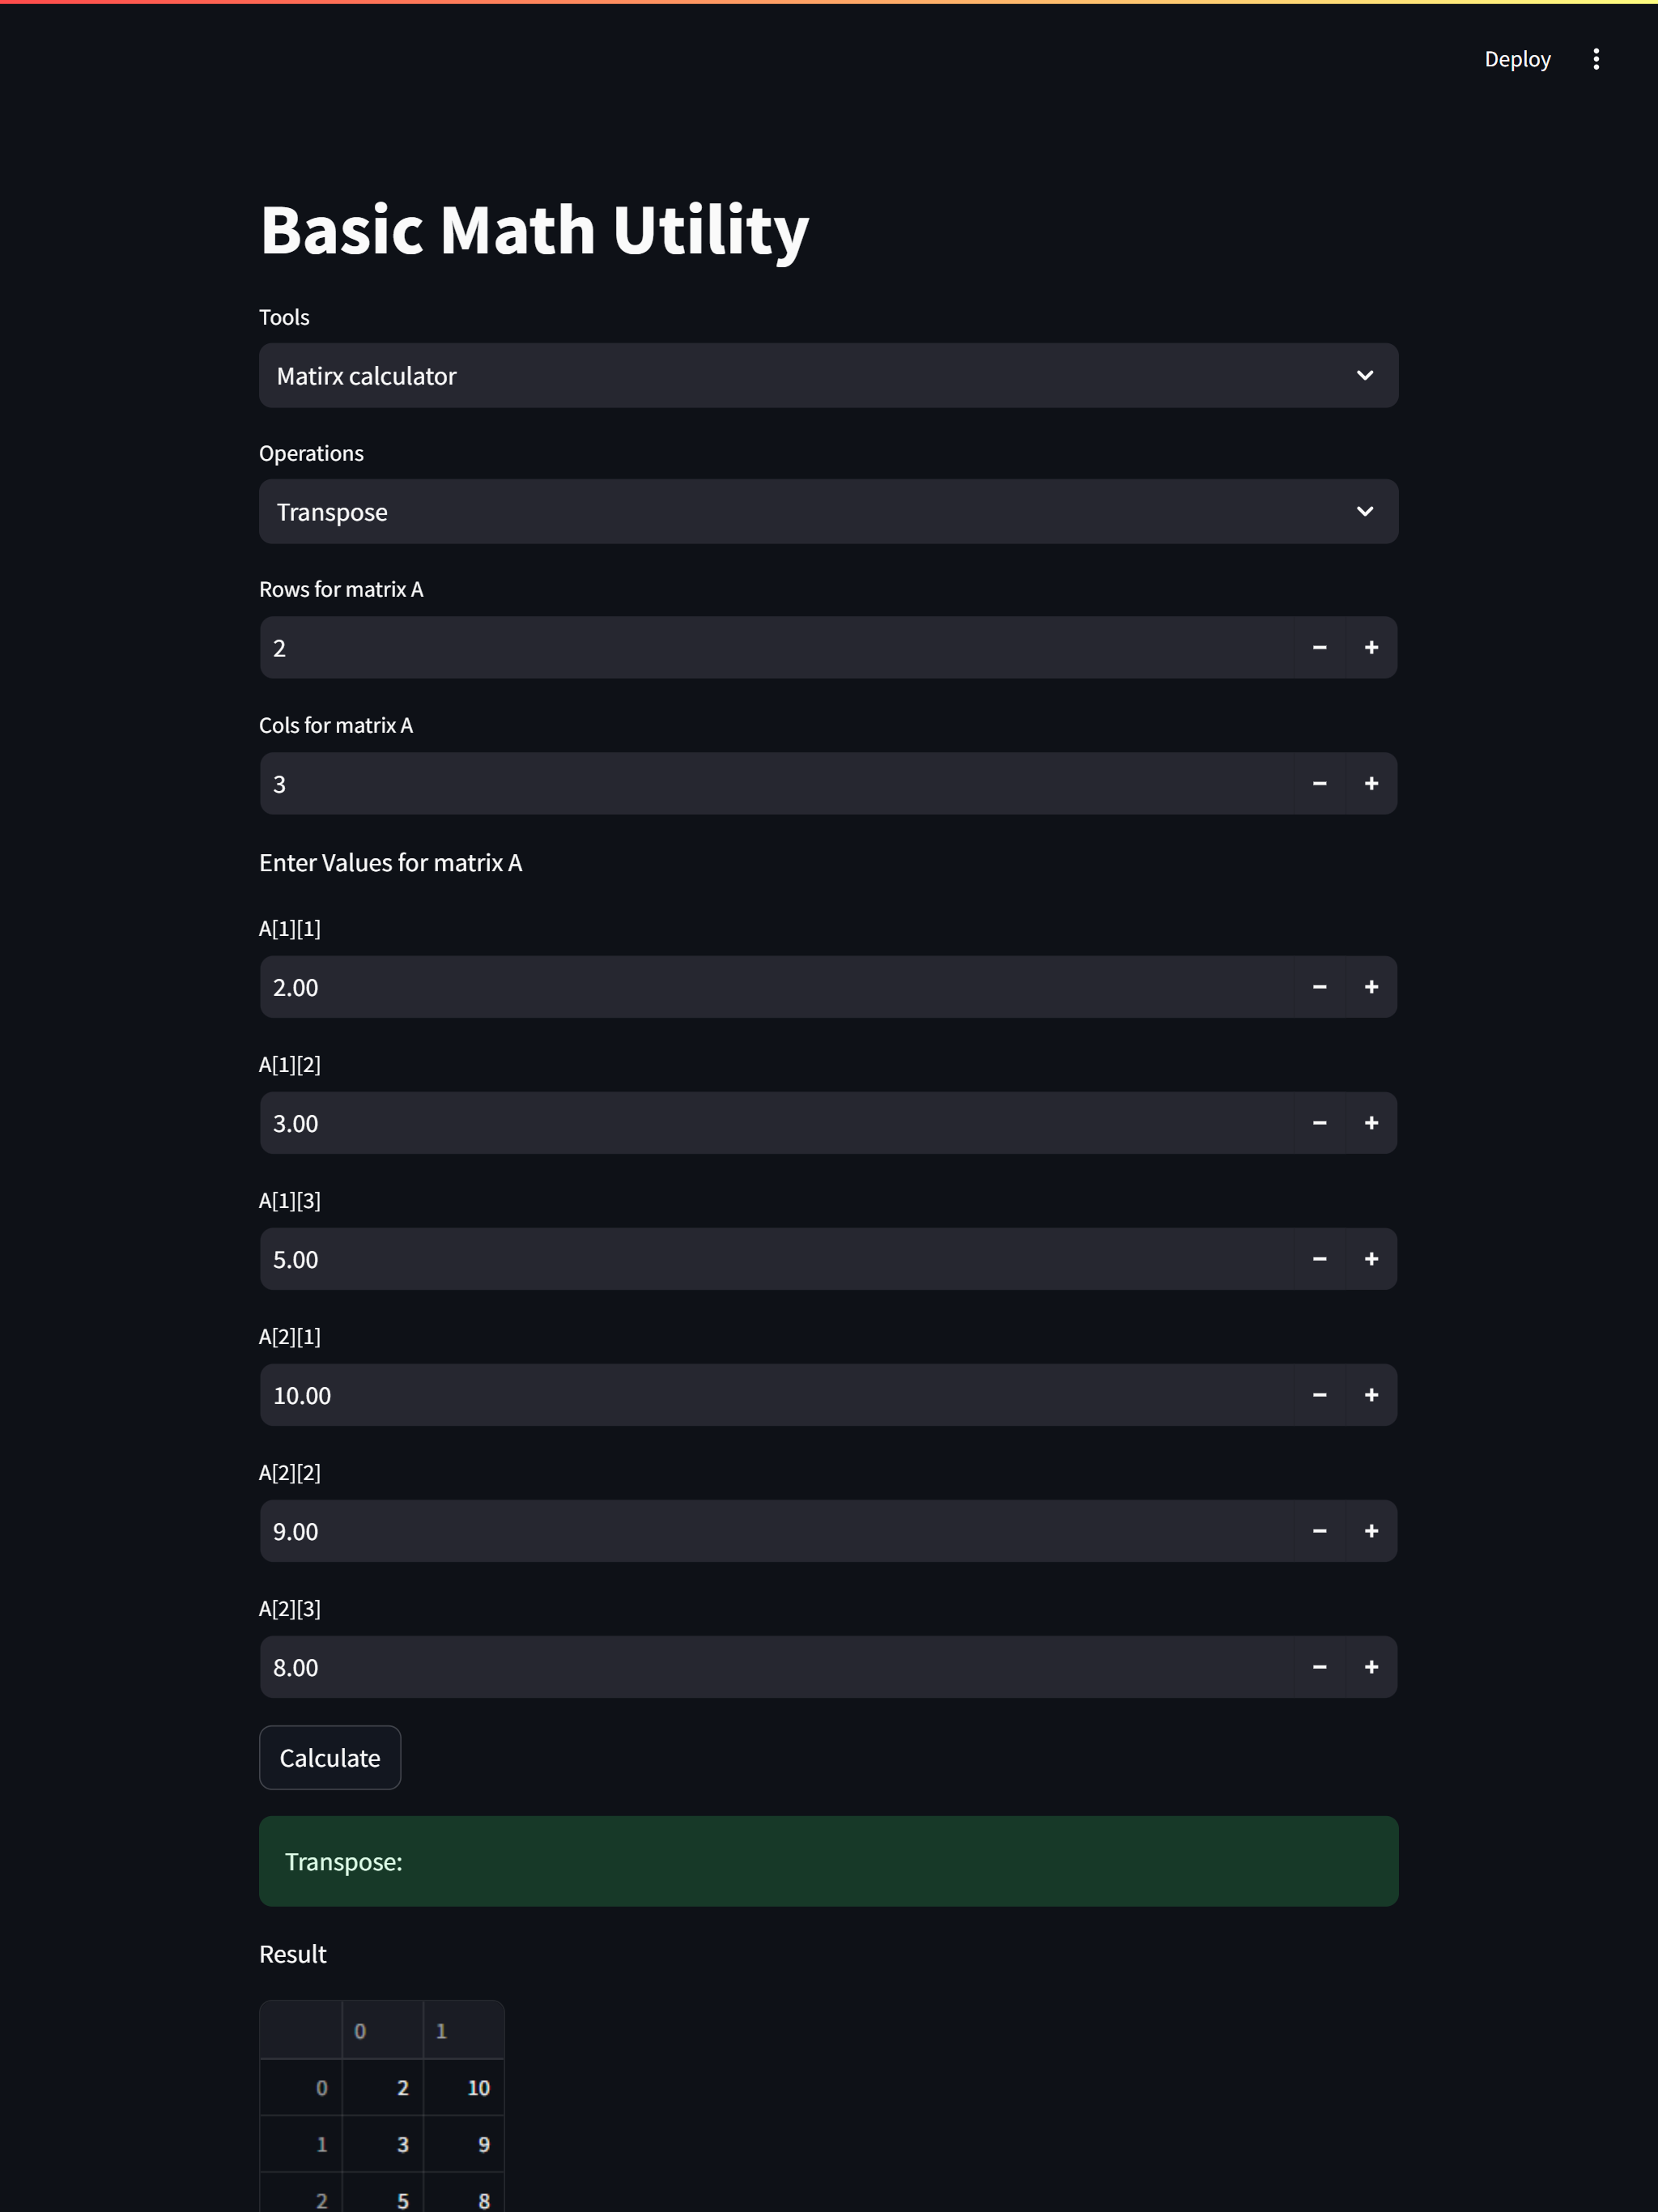 Deploy
Basic Math Utility
Tools
Matirx calculator
Operations
Transpose
Rows for matrix A
2
Cols for matrix A
3
Enter Values for matrix A
A[1][1]
2.00
A[1][2]
3.00
A[1][3]
5.00
A[2][1]
10.00
A[2][2]
9.00
A[2][3]
8.00
Calculate
Transpose:
Result
0 1
0 2 10
1 3 9
2 5 8